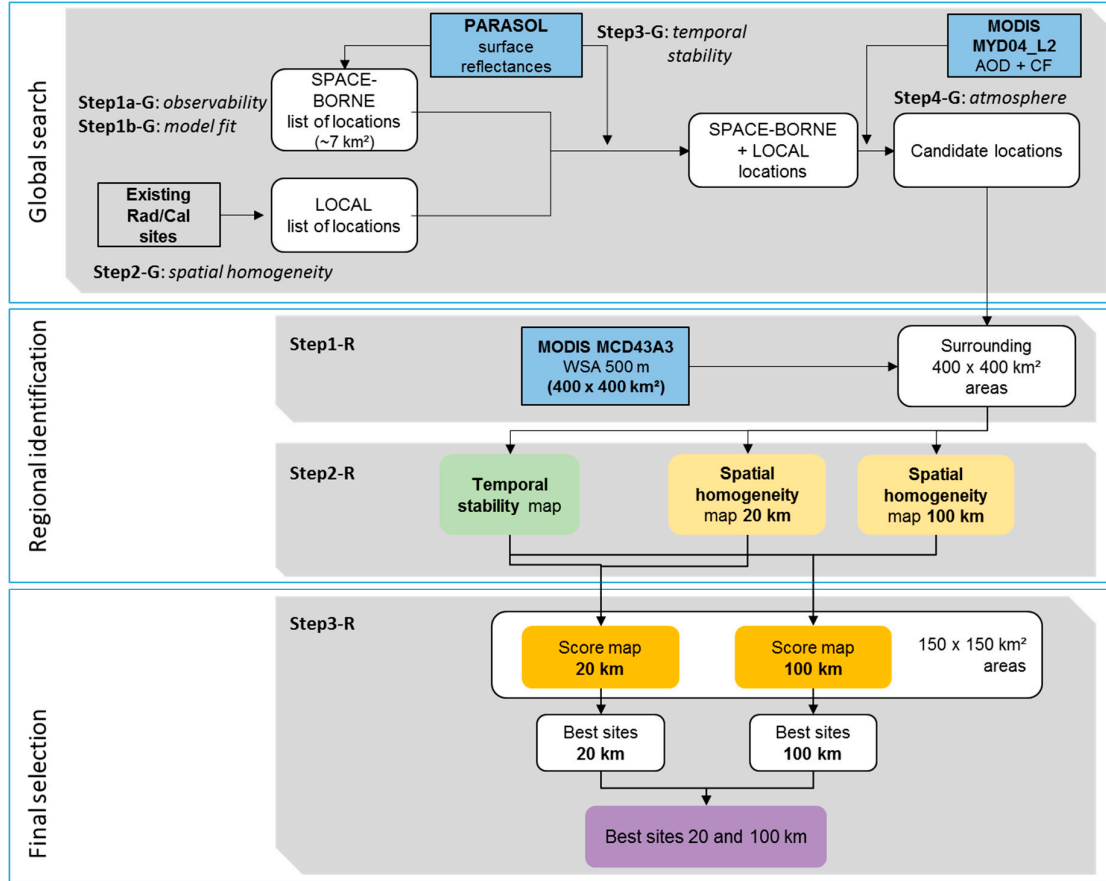 Global search
PARASOL
surface
reflectances
Step3-G: temporal
stability
MODIS
MYD04_L2
AOD + CF
Step1a-G: observability
Step1b-G: model fit
SPACE-
BORNE
list of locations
(~7 km²)
Step4-G: atmosphere
SPACE-BORNE
+ LOCAL
locations
Candidate locations
Existing
Rad/Cal
sites
LOCAL
list of locations
Step2-G: spatial homogeneity
Regional identification
Step1-R
MODIS MCD43A3
WSA 500 m
(400 x 400 km²)
Surrounding
400 x 400 km²
areas
Step2-R
Temporal
stability map
Spatial
homogeneity
map 20 km
Spatial
homogeneity
map 100 km
Final selection
Step3-R
Score map
20 km
Score map
100 km
150 x 150 km²
areas
Best sites
20 km
Best sites
100 km
Best sites 20 and 100 km